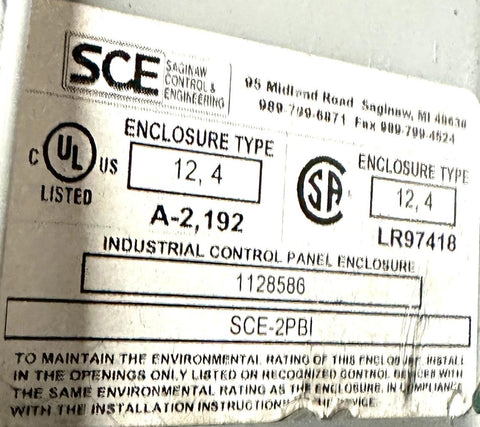 SCE SAGINAW
CONTROL &
ENGINEERING
95 Midland Road Saginaw, MI 48638
989-799-6871 Fax 989-799-4524
C UL US
LISTED
ENCLOSURE TYPE
12, 4
A-2,192
SA
ENCLOSURE TYPE
12, 4
LR97418
INDUSTRIAL CONTROL PANEL ENCLOSURE
1128586
SCE-2PBI
TO MAINTAIN THE ENVIRONMENTAL RATING OF THIS ENCLOSURE, INSTALL
IN THE OPENINGS ONLY LISTED OR RECOGNIZED CONTROL DEVICES WITH
THE SAME ENVIRONMENTAL RATING AS THE ENCLOSURE, IN COMPLIANCE
WITH THE INSTALLATION INSTRUCTIONS THE DEVICE.